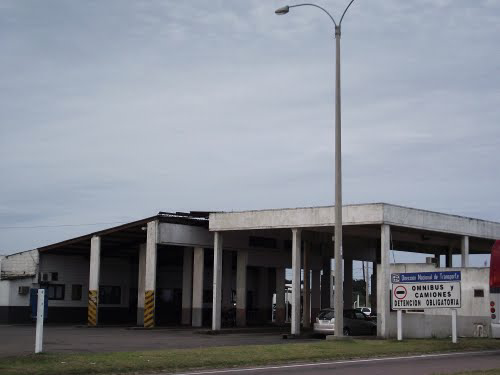 Dirección Nacional de Transporte
OMNIBUS Y
CAMIONES
DETENCION OBLIGATORIA